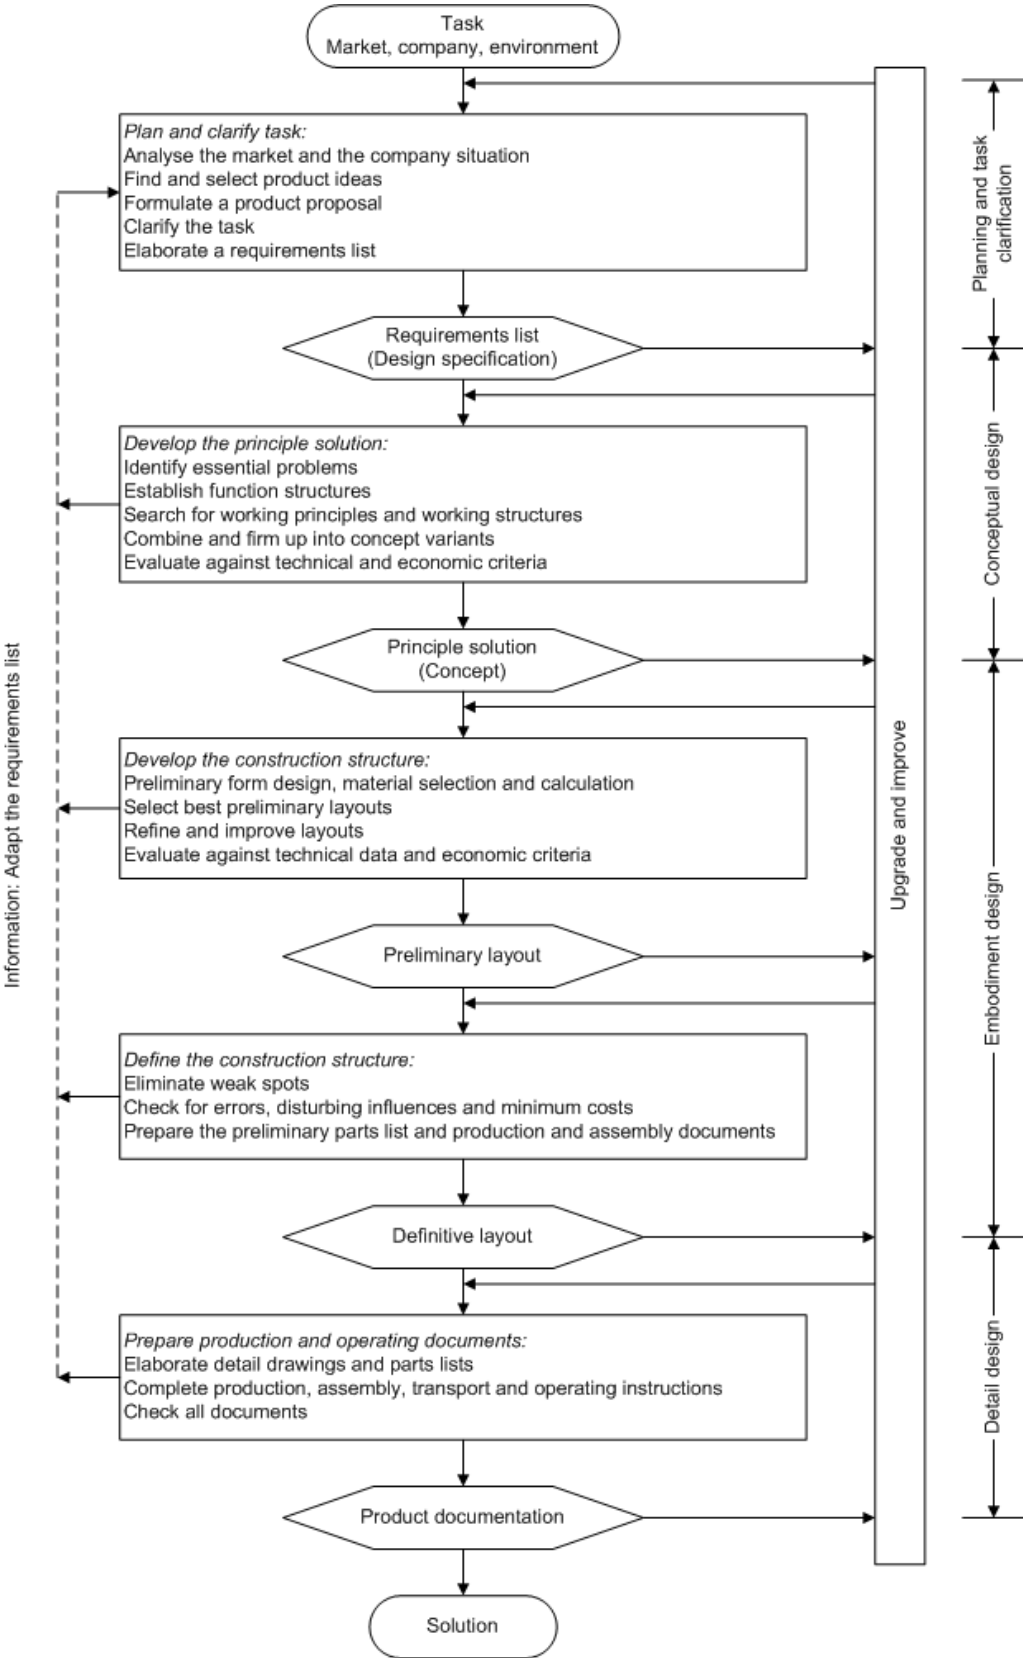 Task
Market, company, environment
Plan and clarify task:
Analyse the market and the company situation
Find and select product ideas
Formulate a product proposal
Clarify the task
Elaborate a requirements list
Requirements list
(Design specification)
Develop the principle solution:
Identify essential problems
Establish function structures
Search for working principles and working structures
Combine and firm up into concept variants
Evaluate against technical and economic criteria
Principle solution
(Concept)
Develop the construction structure:
Preliminary form design, material selection and calculation
Select best preliminary layouts
Refine and improve layouts
Evaluate against technical data and economic criteria
Preliminary layout
Define the construction structure:
Eliminate weak spots
Check for errors, disturbing influences and minimum costs
Prepare the preliminary parts list and production and assembly documents
Definitive layout
Prepare production and operating documents:
Elaborate detail drawings and parts lists
Complete production, assembly, transport and operating instructions
Check all documents
Product documentation
Solution
Information: Adapt the requirements list
Upgrade and improve
Planning and task
clarification
Conceptual design
Embodiment design
Detail design